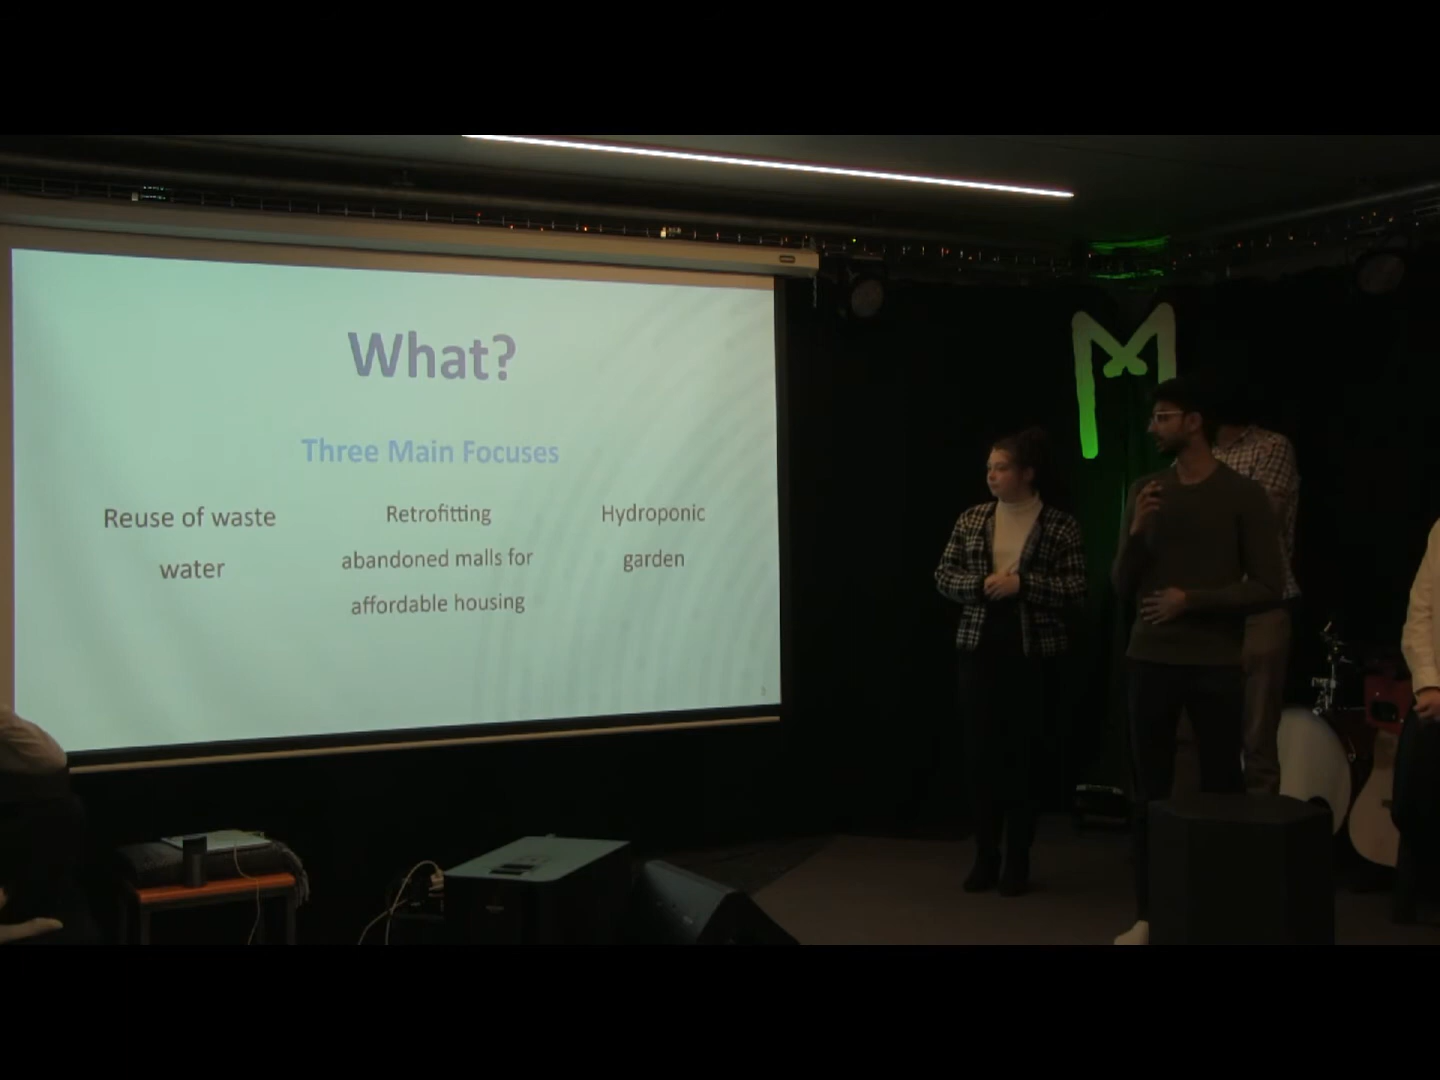 What?
Three Main Focuses
Reuse of waste
water
Retrofitting
abandoned malls for
affordable housing
Hydroponic
garden
M